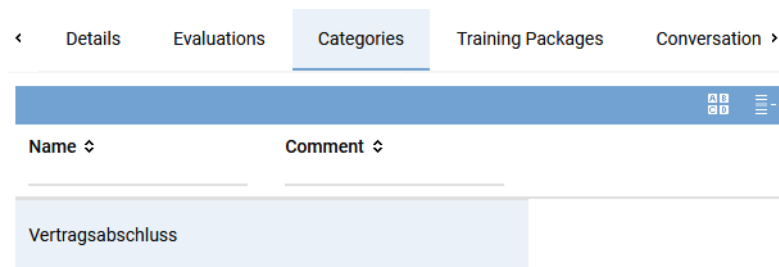 Details Evaluations Categories Training Packages Conversation
A B
C D
Name Comment
Vertragsabschluss